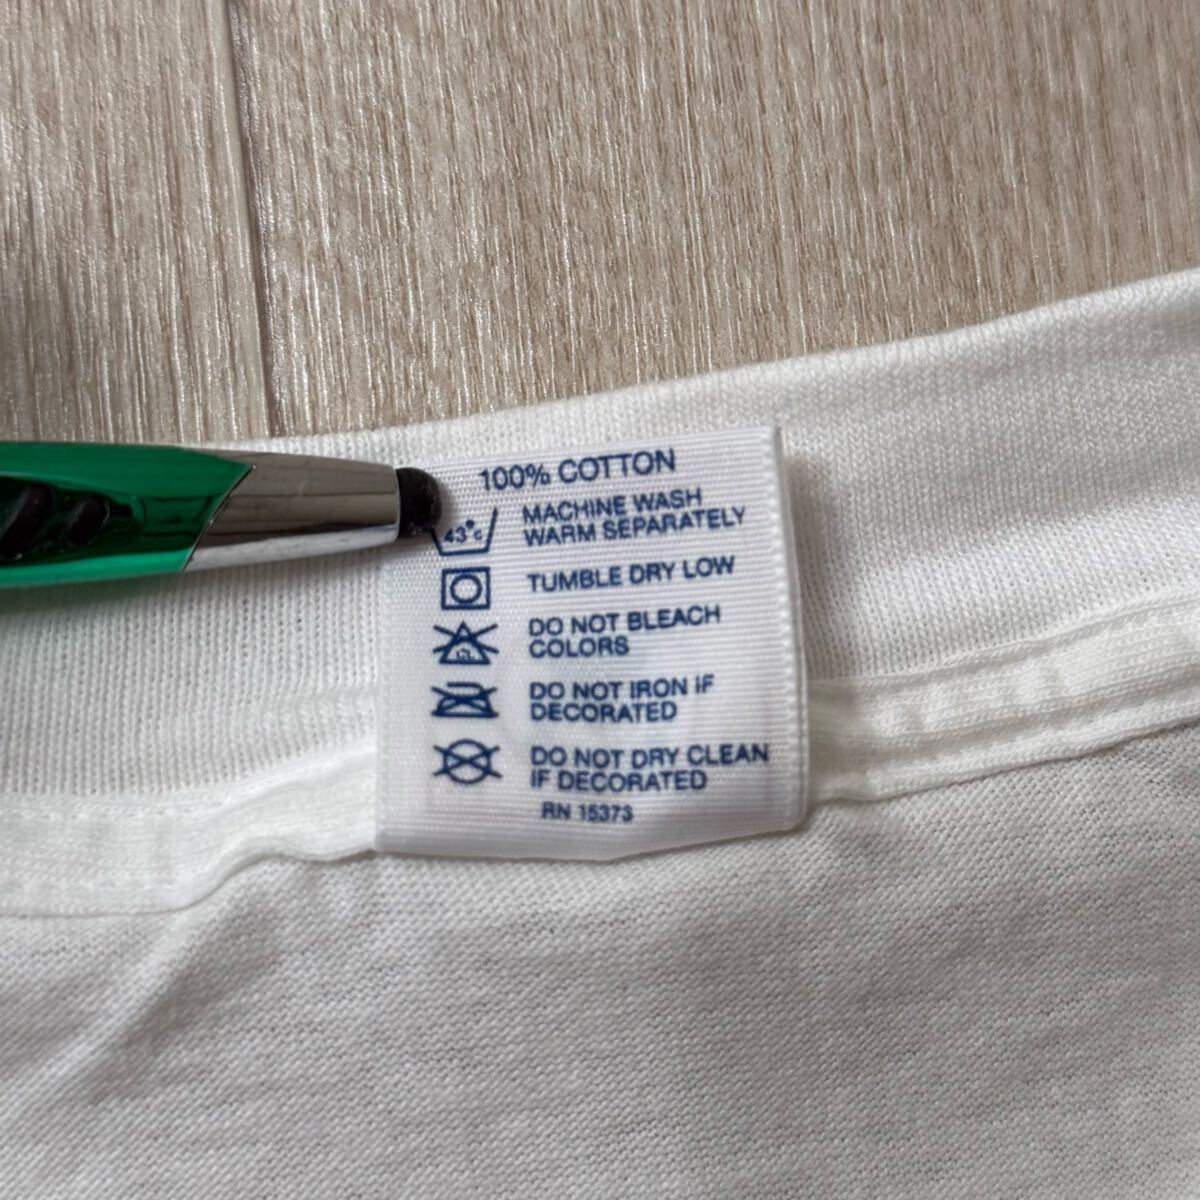 100% COTTON
43°c
MACHINE WASH
WARM SEPARATELY
TUMBLE DRY LOW
CL
DO NOT BLEACH
COLORS
DO NOT IRON IF
DECORATED
DO NOT DRY CLEAN
IF DECORATED
RN 15373